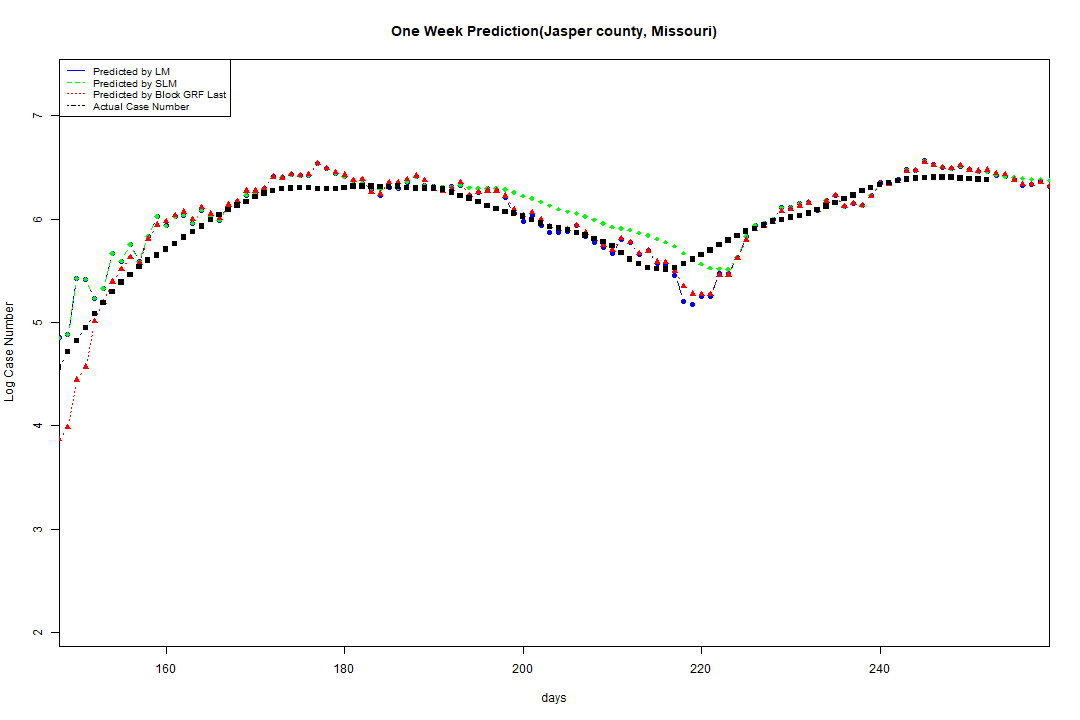 One Week Prediction(Jasper county, Missouri)
Predicted by LM
Predicted by SLM
Predicted by Block GRF Last
Actual Case Number
7
6
5
4
3
2
Log Case Number
160 180 200 220 240
days